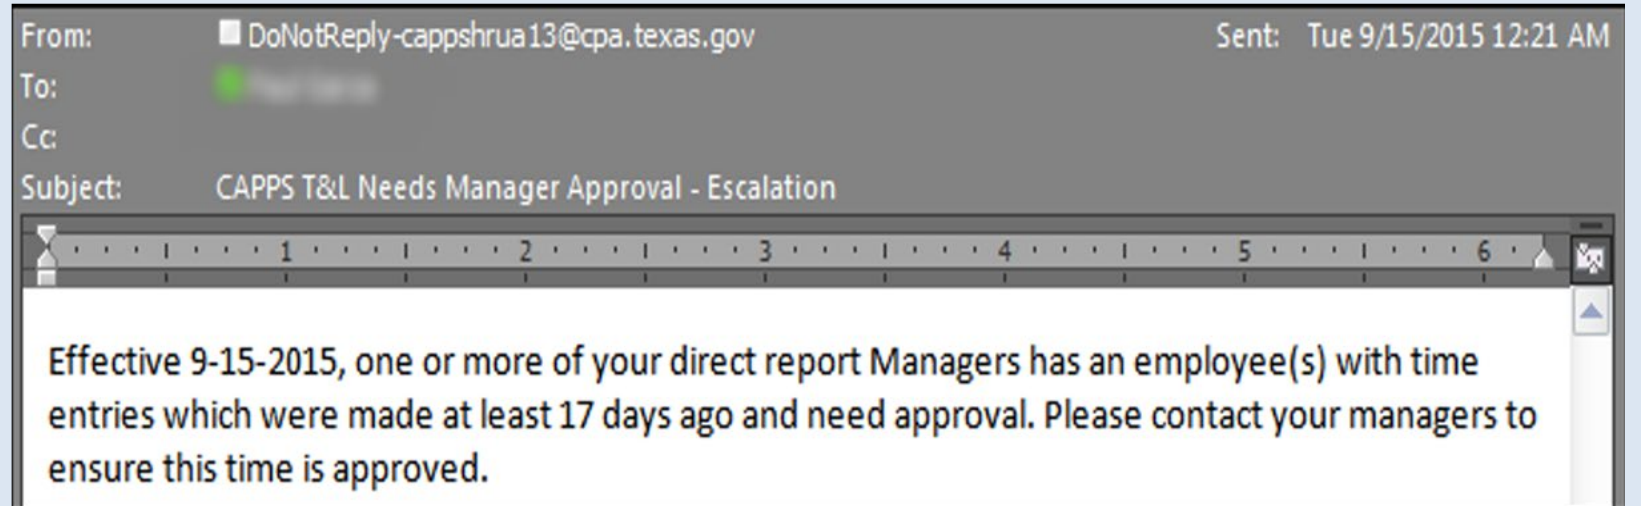 From: DoNotReply-cappshrua13@cpa.texas.gov Sent: Tue 9/15/2015 12:21 AM
To:
Cc:
Subject: CAPPS T&L Needs Manager Approval - Escalation
1 2 3 4 5 6
Effective 9-15-2015, one or more of your direct report Managers has an employee(s) with time
entries which were made at least 17 days ago and need approval. Please contact your managers to
ensure this time is approved.